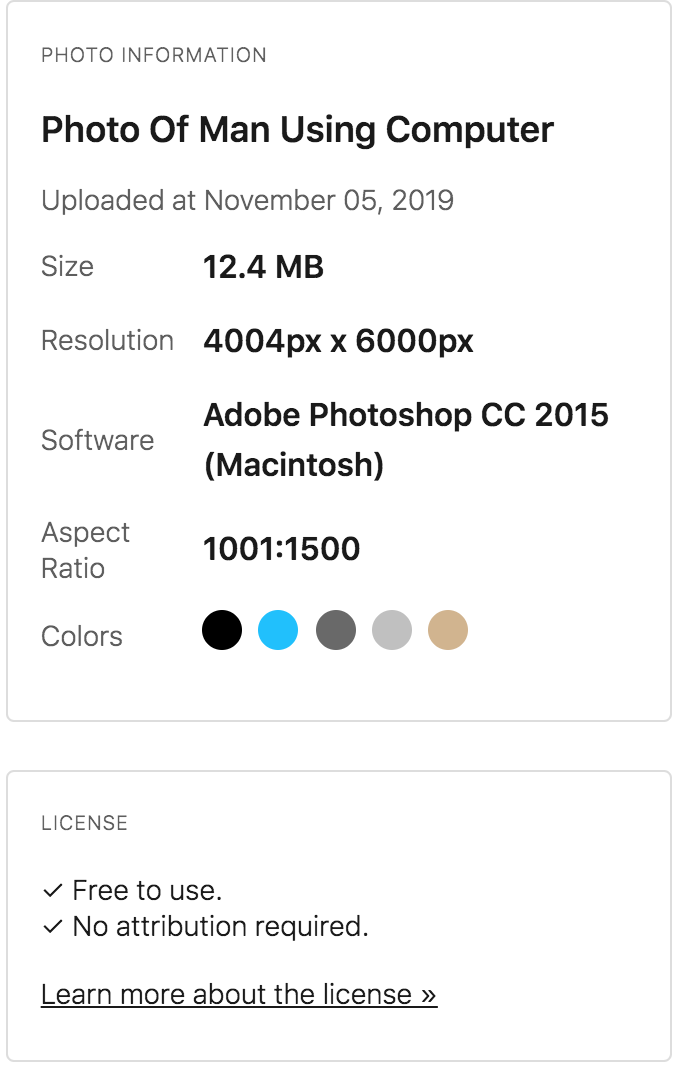 PHOTO INFORMATION
Photo Of Man Using Computer
Uploaded at November 05, 2019
Size 12.4 MB
Resolution 4004px x 6000px
Software Adobe Photoshop CC 2015
(Macintosh)
Aspect
Ratio 1001:1500
Colors
LICENSE
✓ Free to use.
✓ No attribution required.
Learn more about the license »